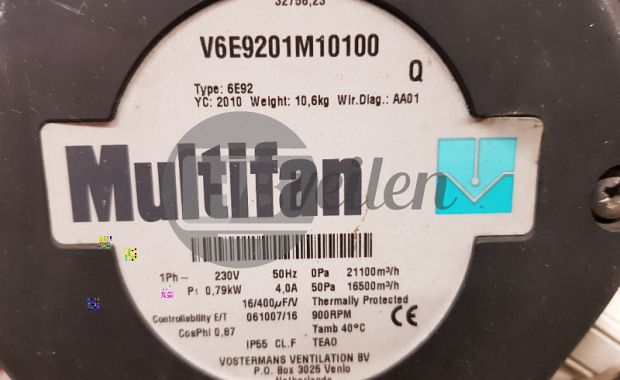 32756,23
V6E9201M10100
Q
Type: 6E92
YC: 2010 Weight: 10,6kg Wir.Diag.: AA01
Multifan
1Ph~ 230V 50Hz 0Pa 21100m³/h
P₁ 0,79kW 4,0A 50Pa 16500m³/h
16/400µF/V Thermally Protected
Controllability E/T 061007/16 900RPM CE
CosPhi 0,87 Tamb 40°C
IP55 CL.F TEAO
VOSTERMANS VENTILATION BV
P.O. Box 3025 Venlo
Netherlands